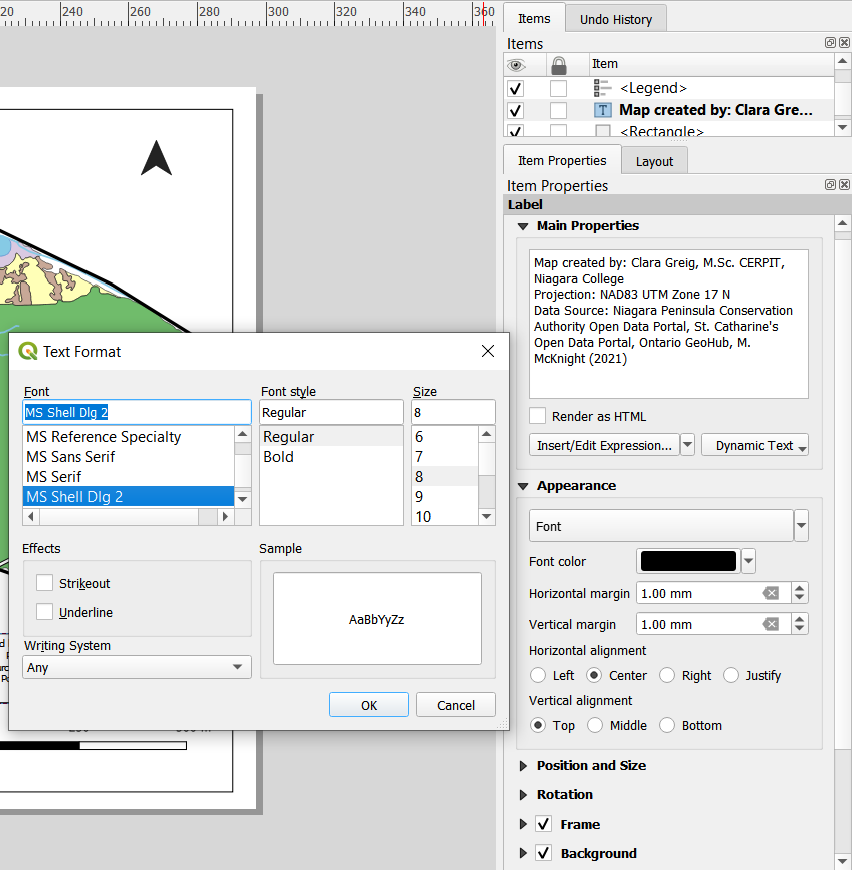 20 240 260 280 300 320 340 360
Items Undo History
Items
Item
<Legend>
T Map created by: Clara Gre...
<Rectangle>
Item Properties Layout
Item Properties
Label
Main Properties
Map created by: Clara Greig, M.Sc. CERPIT,
Niagara College
Projection: NAD83 UTM Zone 17 N
Data Source: Niagara Peninsula Conservation
Authority Open Data Portal, St. Catharine's
Open Data Portal, Ontario GeoHub, M.
McKnight (2021)
Render as HTML
Insert/Edit Expression... Dynamic Text
Appearance
Font
Font color
Horizontal margin 1.00 mm
Vertical margin 1.00 mm
Horizontal alignment
Left Center Right Justify
Vertical alignment
Top Middle Bottom
Position and Size
Rotation
Frame
Background
Text Format
Font Font style Size
MS Shell Dlg 2 Regular 8
MS Reference Specialty Regular 6
MS Sans Serif Bold 7
MS Serif 8
MS Shell Dlg 2 9
10
Effects Sample
Strikeout
Underline
AaBbYyZz
Writing System
Any
OK Cancel